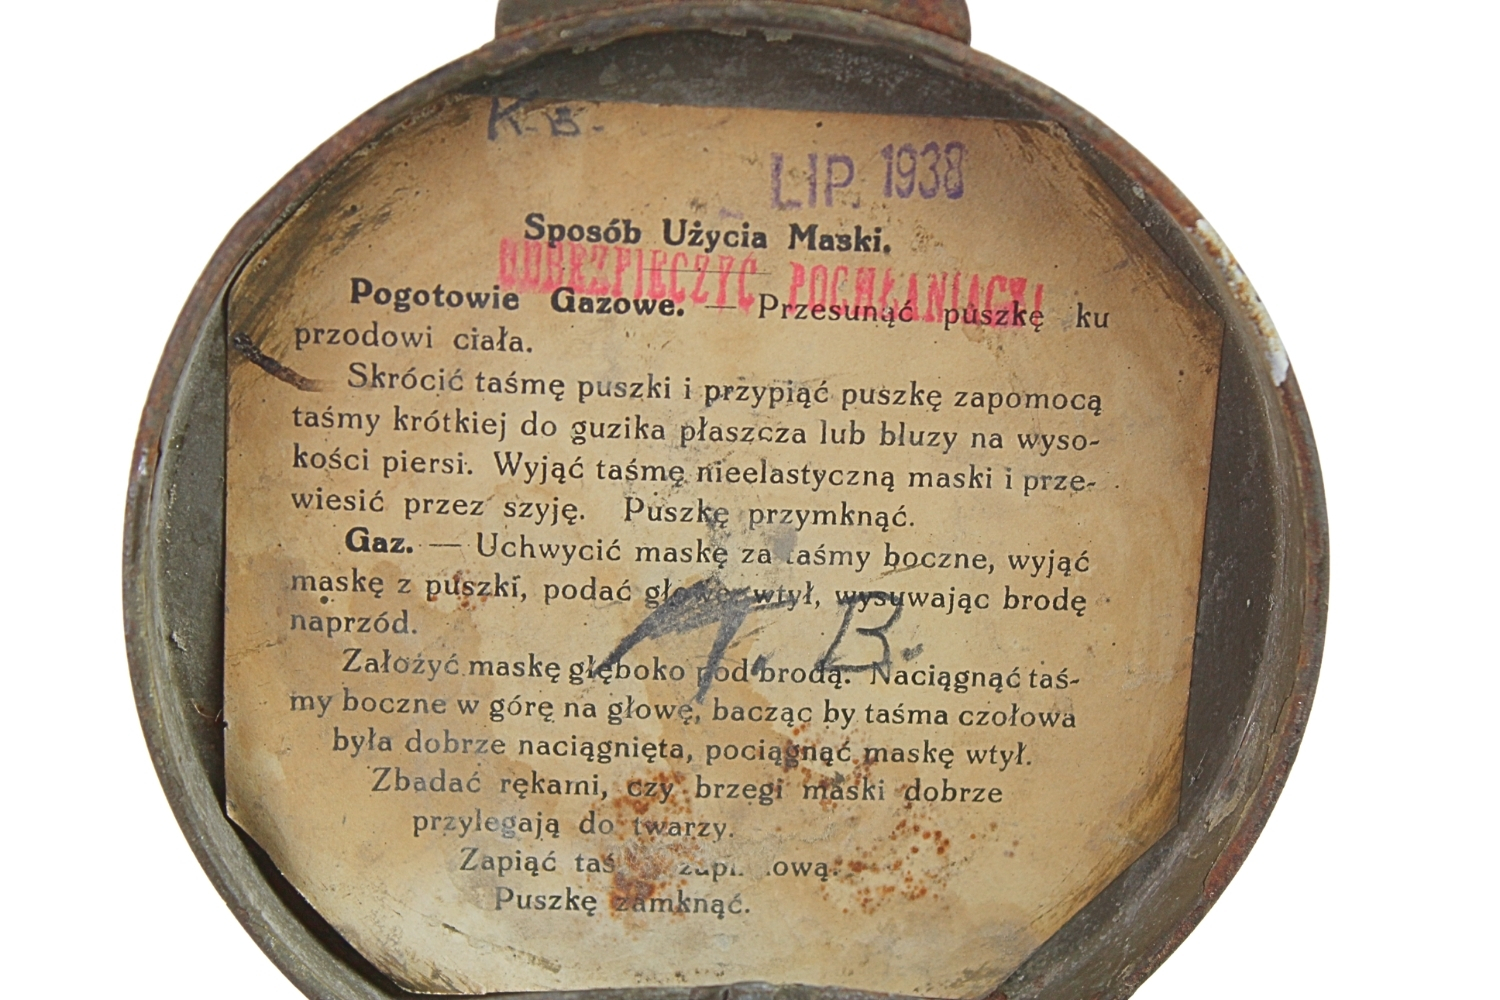 K. B.
LIP. 1938
Sposób Użycia Maski.
ODBEZPIECZYĆ POCHŁANIACZ!
Pogotowie Gazowe. — Przesunąć puszkę ku
przodowi ciała.
Skrócić taśmę puszki i przypiąć puszkę zapomocą
taśmy krótkiej do guzika płaszcza lub bluzy na wyso-
kości piersi. Wyjąć taśmę nieelastyczną maski i prze-
wiesić przez szyję. Puszkę przymknąć.
Gaz. — Uchwycić maskę za taśmy boczne, wyjąć
maskę z puszki, podać głowę wtył, wysuwając brodę
naprzód.
B.
Założyć maskę głęboko pod brodą. Naciągnąć taś-
my boczne w górę na głowę, bacząc by taśma czołowa
była dobrze naciągnięta, pociągnąć maskę wtył.
Zbadać rękami, czy brzegi maski dobrze
przylegają do twarzy.
Zapiąć
Puszkę zamknąć.